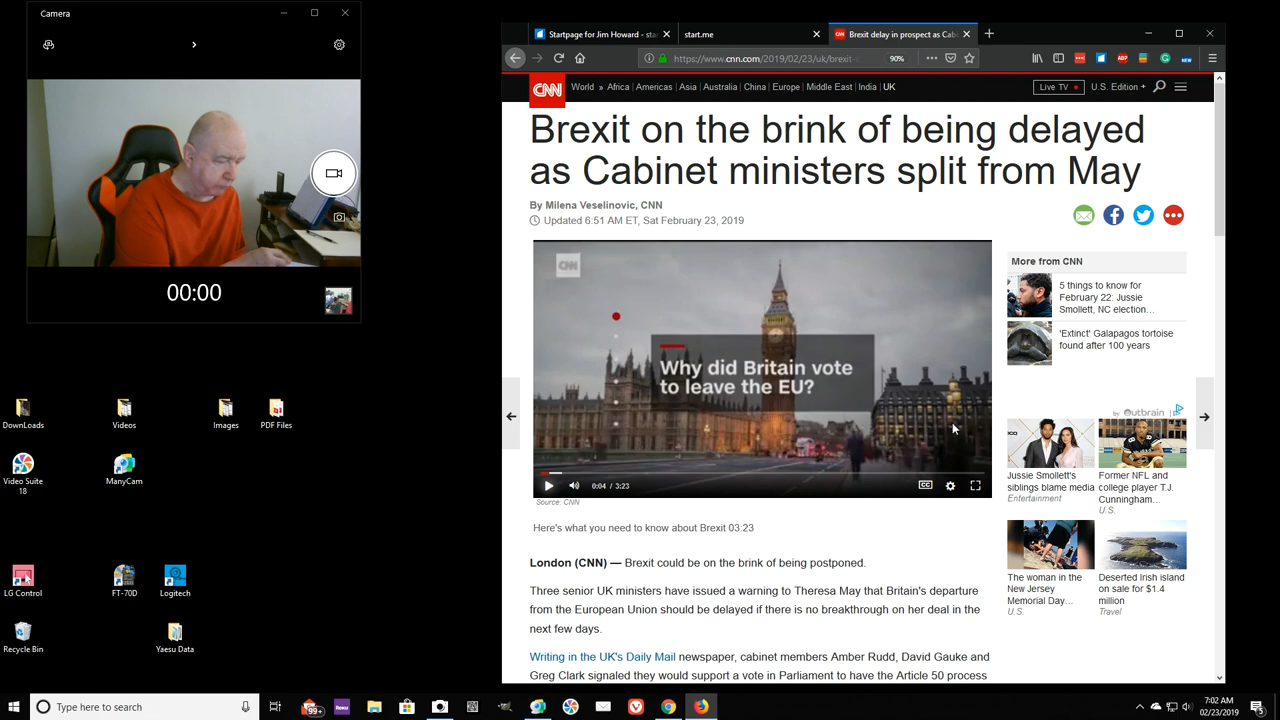 Camera
00:00
DownLoads
Videos
Images
PDF Files
Video Suite 18
ManyCam
LG Control
FT-70D
Logitech
Recycle Bin
Yaesu Data
Startpage for Jim Howard - sta
start.me
Brexit delay in prospect as Cab
https://www.cnn.com/2019/02/23/uk/brexit-
90%
ABP
NEW
CNN
World » Africa | Americas | Asia | Australia | China | Europe | Middle East | India | UK
Live TV
U.S. Edition +
Brexit on the brink of being delayed
as Cabinet ministers split from May
By Milena Veselinovic, CNN
Updated 6:51 AM ET, Sat February 23, 2019
CNN
Why did Britain vote
to leave the EU?
0:04 / 3:23
CC
Source: CNN
Here's what you need to know about Brexit 03:23
London (CNN) — Brexit could be on the brink of being postponed.
Three senior UK ministers have issued a warning to Theresa May that Britain's departure
from the European Union should be delayed if there is no breakthrough on her deal in the
next few days.
Writing in the UK's Daily Mail newspaper, cabinet members Amber Rudd, David Gauke and
Greg Clark signaled they would support a vote in Parliament to have the Article 50 process
More from CNN
5 things to know for
February 22: Jussie
Smollett, NC election...
'Extinct' Galapagos tortoise
found after 100 years
by Outbrain
Jussie Smollett's
siblings blame media
Entertainment
Former NFL and
college player T.J.
Cunningham...
U.S.
The woman in the
New Jersey
Memorial Day...
U.S.
Deserted Irish island
on sale for $1.4
million
Travel
Type here to search
99+
Roku
7:02 AM
02/23/2019
5